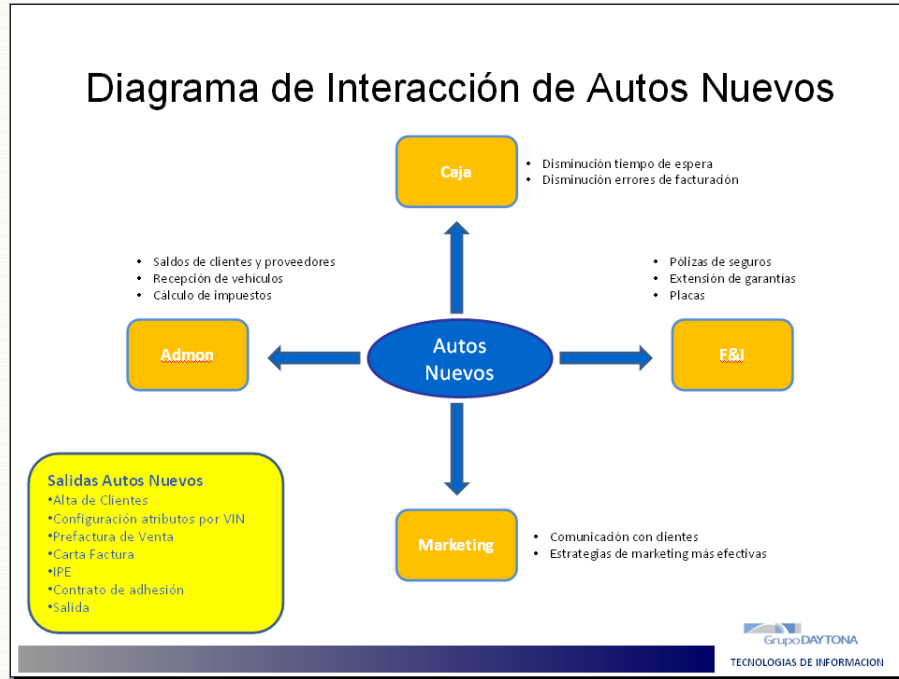 Diagrama de Interacción de Autos Nuevos
Caja
• Disminución tiempo de espera
• Disminución errores de facturación
• Saldos de clientes y proveedores
• Recepción de vehículos
• Cálculo de impuestos
• Pólizas de seguros
• Extensión de garantías
• Placas
Admon
Autos
Nuevos
F&I
Salidas Autos Nuevos
•Alta de Clientes
•Configuración atributos por VIN
•Prefactura de Venta
•Carta Factura
•IPE
•Contrato de adhesión
•Salida
Marketing
• Comunicación con clientes
• Estrategias de marketing más efectivas
GrupoDAYTONA
TECNOLOGIAS DE INFORMACION